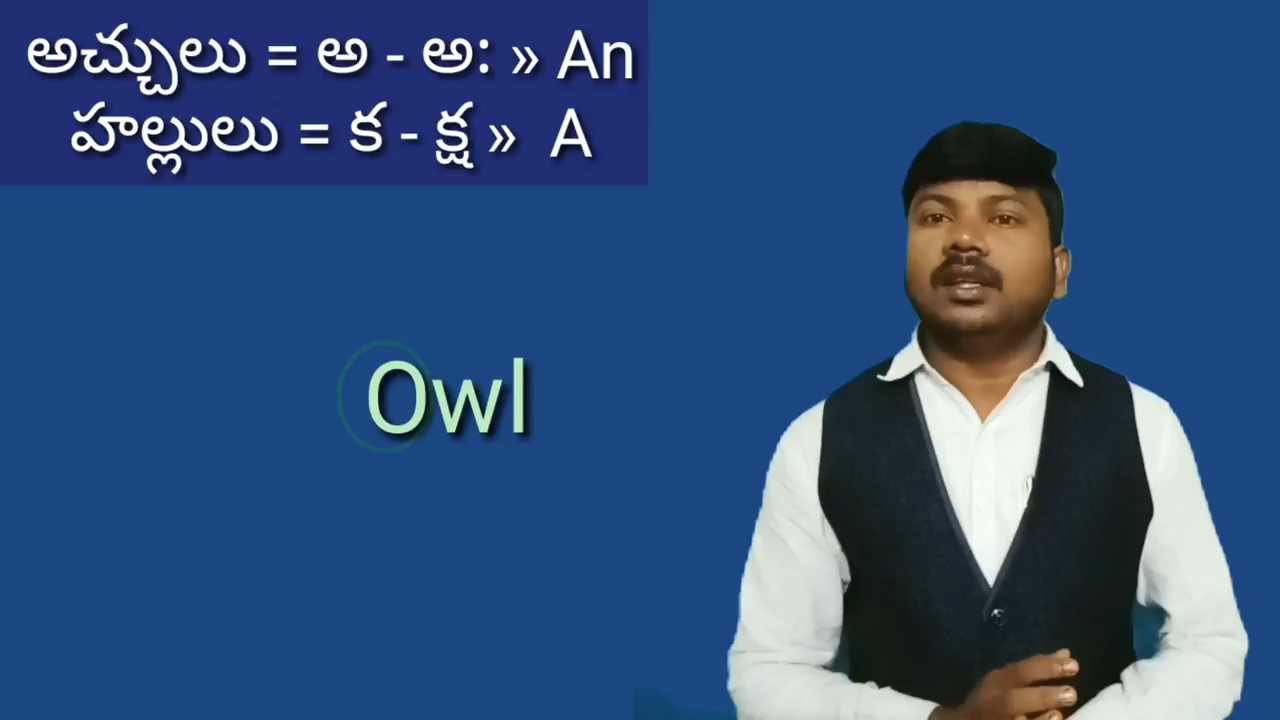 అచ్చులు = అ - అః » An
హల్లులు = క - క్ష » A
Owl